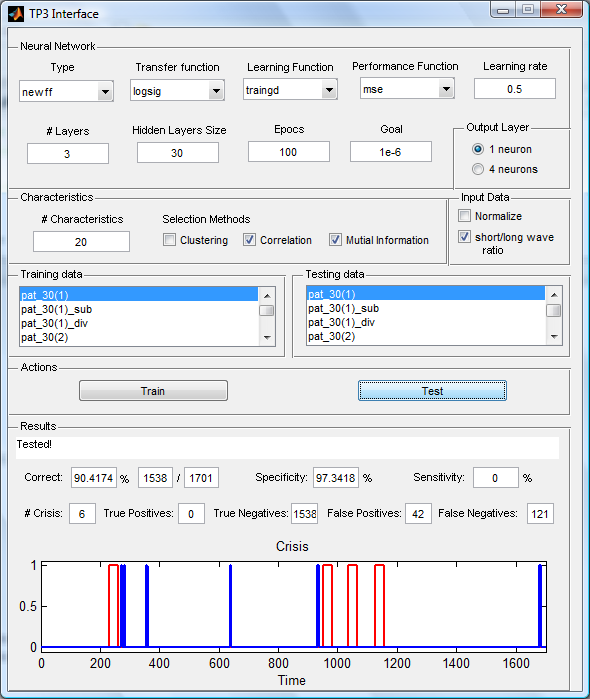 TP3 Interface
Neural Network
Type Transfer function Learning Function Performance Function Learning rate
newff logsig traingd mse 0.5
# Layers Hidden Layers Size Epocs Goal Output Layer
3 30 100 1e-6 1 neuron
4 neurons
Characteristics Input Data
# Characteristics Selection Methods Normalize
20 Clustering Correlation Mutial Information short/long wave
ratio
Training data Testing data
pat_30(1) pat_30(1)
pat_30(1)_sub pat_30(1)_sub
pat_30(1)_div pat_30(1)_div
pat_30(2) pat_30(2)
Actions
Train Test
Results
Tested!
Correct: 90.4174 % 1538 / 1701 Specificity: 97.3418 % Sensitivity: 0 %
# Crisis: 6 True Positives: 0 True Negatives: 1538 False Positives: 42 False Negatives: 121
Crisis
1
0.5
0
0 200 400 600 800 1000 1200 1400 1600
Time